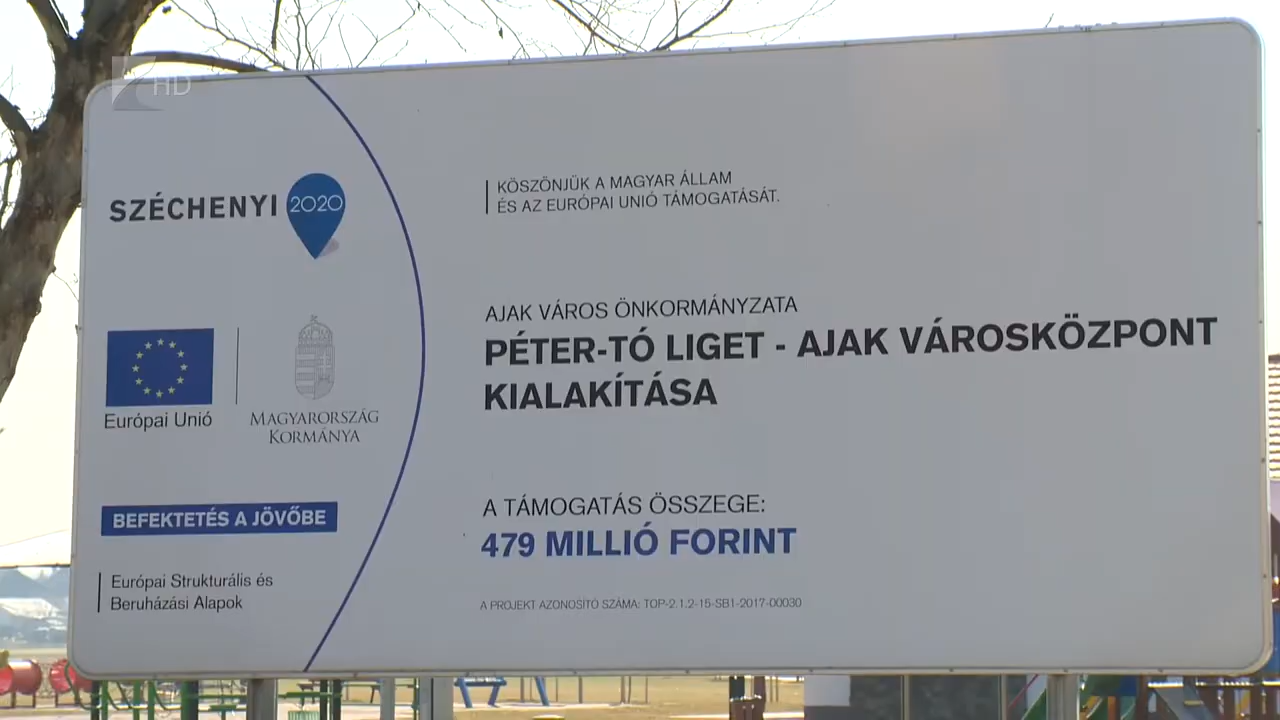 HD
SZÉCHENYI 2020
Európai Unió
MAGYARORSZÁG
KORMÁNYA
BEFEKTETÉS A JÖVŐBE
Európai Strukturális és
Beruházási Alapok
KÖSZÖNJÜK A MAGYAR ÁLLAM
ÉS AZ EURÓPAI UNIÓ TÁMOGATÁSÁT.
AJAK VÁROS ÖNKORMÁNYZATA
PÉTER-TÓ LIGET - AJAK VÁROSKÖZPONT
KIALAKÍTÁSA
A TÁMOGATÁS ÖSSZEGE:
479 MILLIÓ FORINT
A PROJEKT AZONOSÍTÓ SZÁMA: TOP-2.1.2-15-SB1-2017-00030